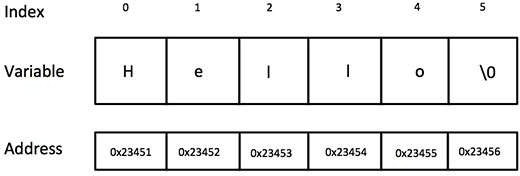 Index 0 1 2 3 4 5
Variable H e l l o \0
Address 0x23451 0x23452 0x23453 0x23454 0x23455 0x23456